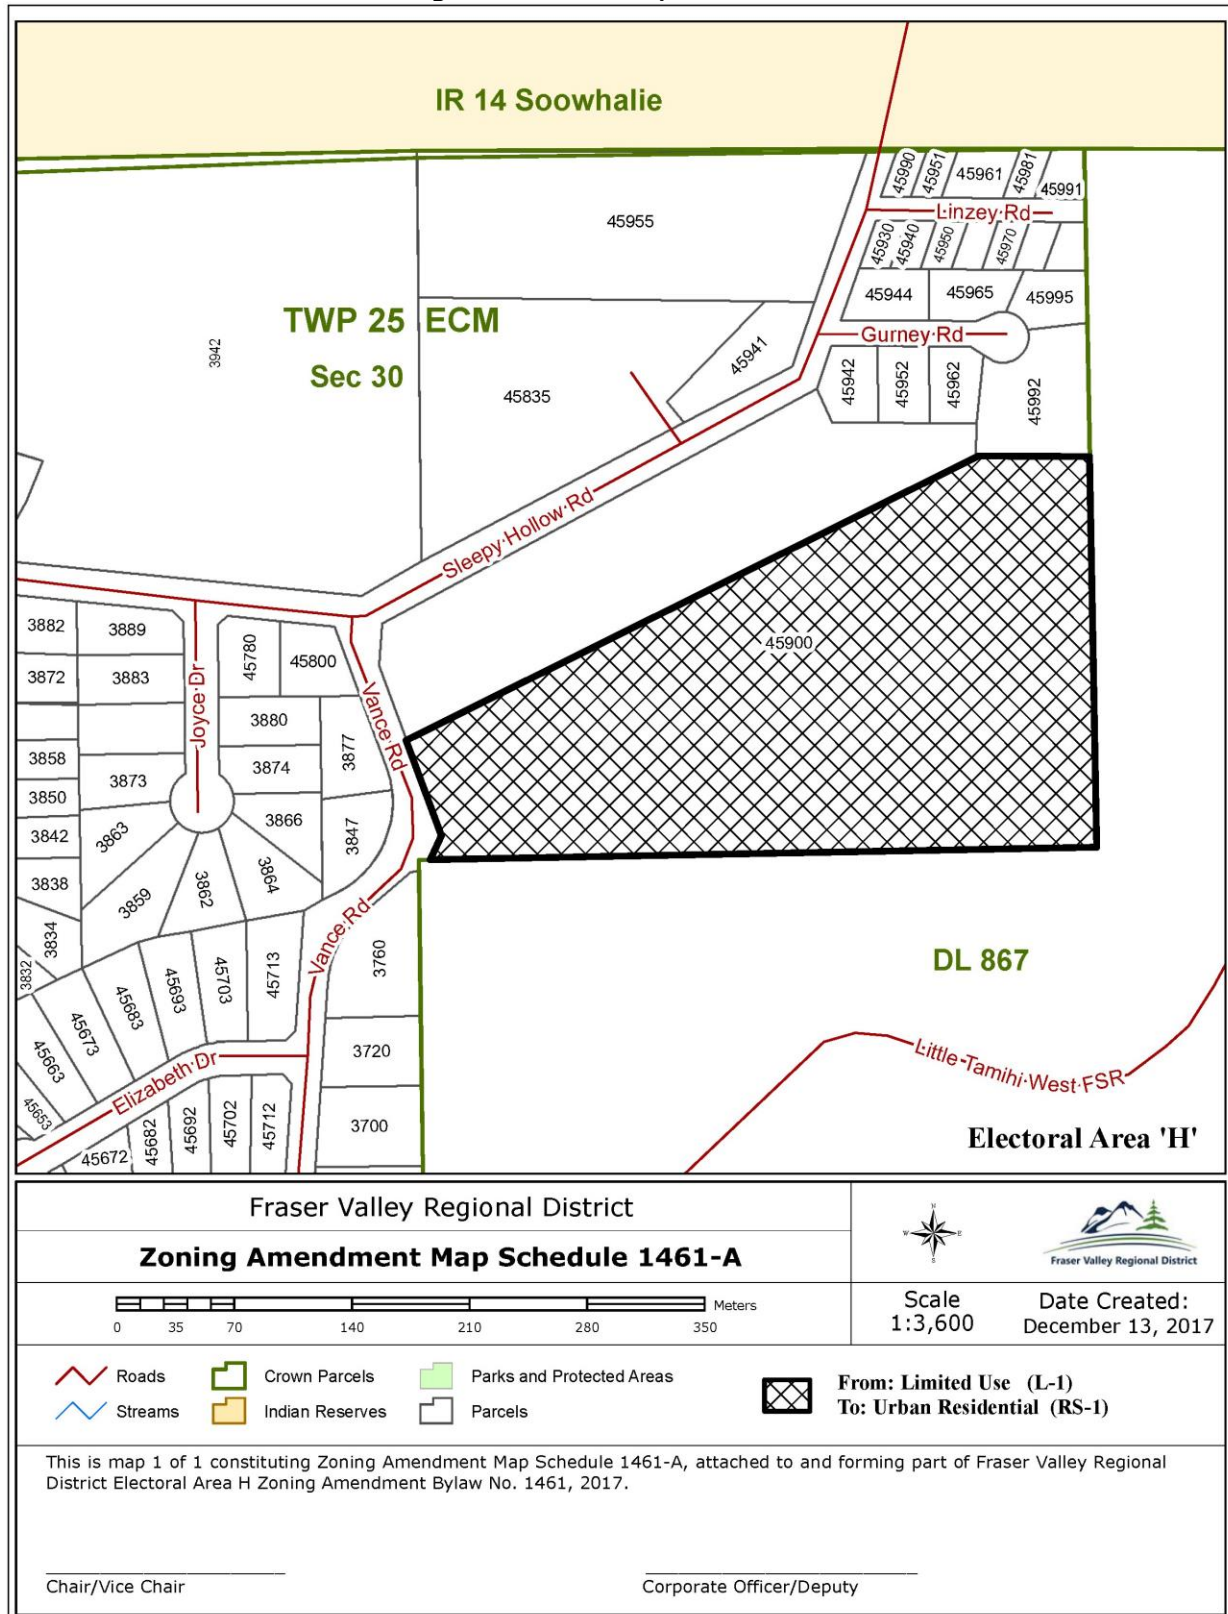 IR 14 Soowhalie
45990
45951
45961
45981
45991
Linzey Rd
45955
45930
45940
45950
45970
45944
45965
45995
TWP 25 ECM
Sec 30
3942
Gurney Rd
45941
45835
45942
45952
45962
45992
Sleepy Hollow Rd
45900
3882
3889
45780
45800
3872
3883
Joyce Dr
Vance Rd
3880
3877
3858
3873
3874
3850
3866
3842
3863
3847
3838
3864
3859
3862
3834
Vance Rd
3832
3760
45713
45703
45693
45683
45673
45663
45653
DL 867
3720
Elizabeth Dr
Little Tamihi West FSR
45712
45702
45692
45682
45672
3700
Electoral Area 'H'
Fraser Valley Regional District
Zoning Amendment Map Schedule 1461-A
N
W
E
S
Fraser Valley Regional District
Meters
0 35 70 140 210 280 350
Scale
1:3,600
Date Created:
December 13, 2017
Roads
Crown Parcels
Parks and Protected Areas
Streams
Indian Reserves
Parcels
From: Limited Use (L-1)
To: Urban Residential (RS-1)
This is map 1 of 1 constituting Zoning Amendment Map Schedule 1461-A, attached to and forming part of Fraser Valley Regional
District Electoral Area H Zoning Amendment Bylaw No. 1461, 2017.
Chair/Vice Chair
Corporate Officer/Deputy